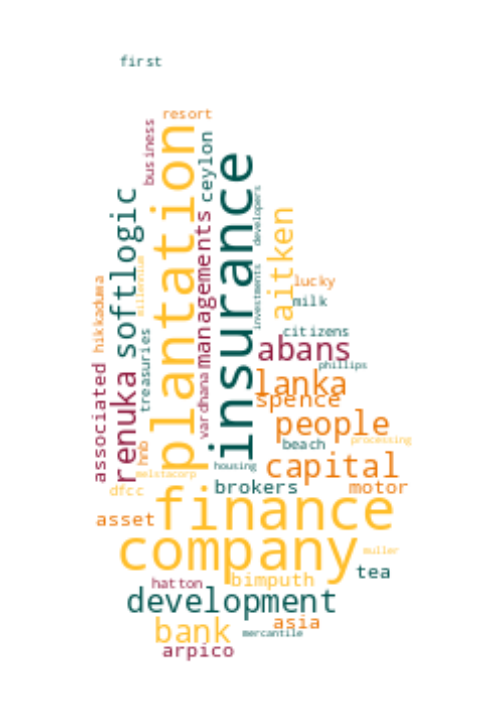 first
resort
business
plantation
ceylon
insurance
softlogic
managements
developers
aitken
millennium
investments
hikkaduwa
lucky
milk
treasuries
citizens
abans
phillips
associated
renuka
vardhana
lanka
spence
people
processing
hnb
beach
housing
capital
melstacorp
dfcc
brokers
motor
asset
finance
company
muller
tea
hatton
bimputh
development
asia
bank
mercantile
arpico